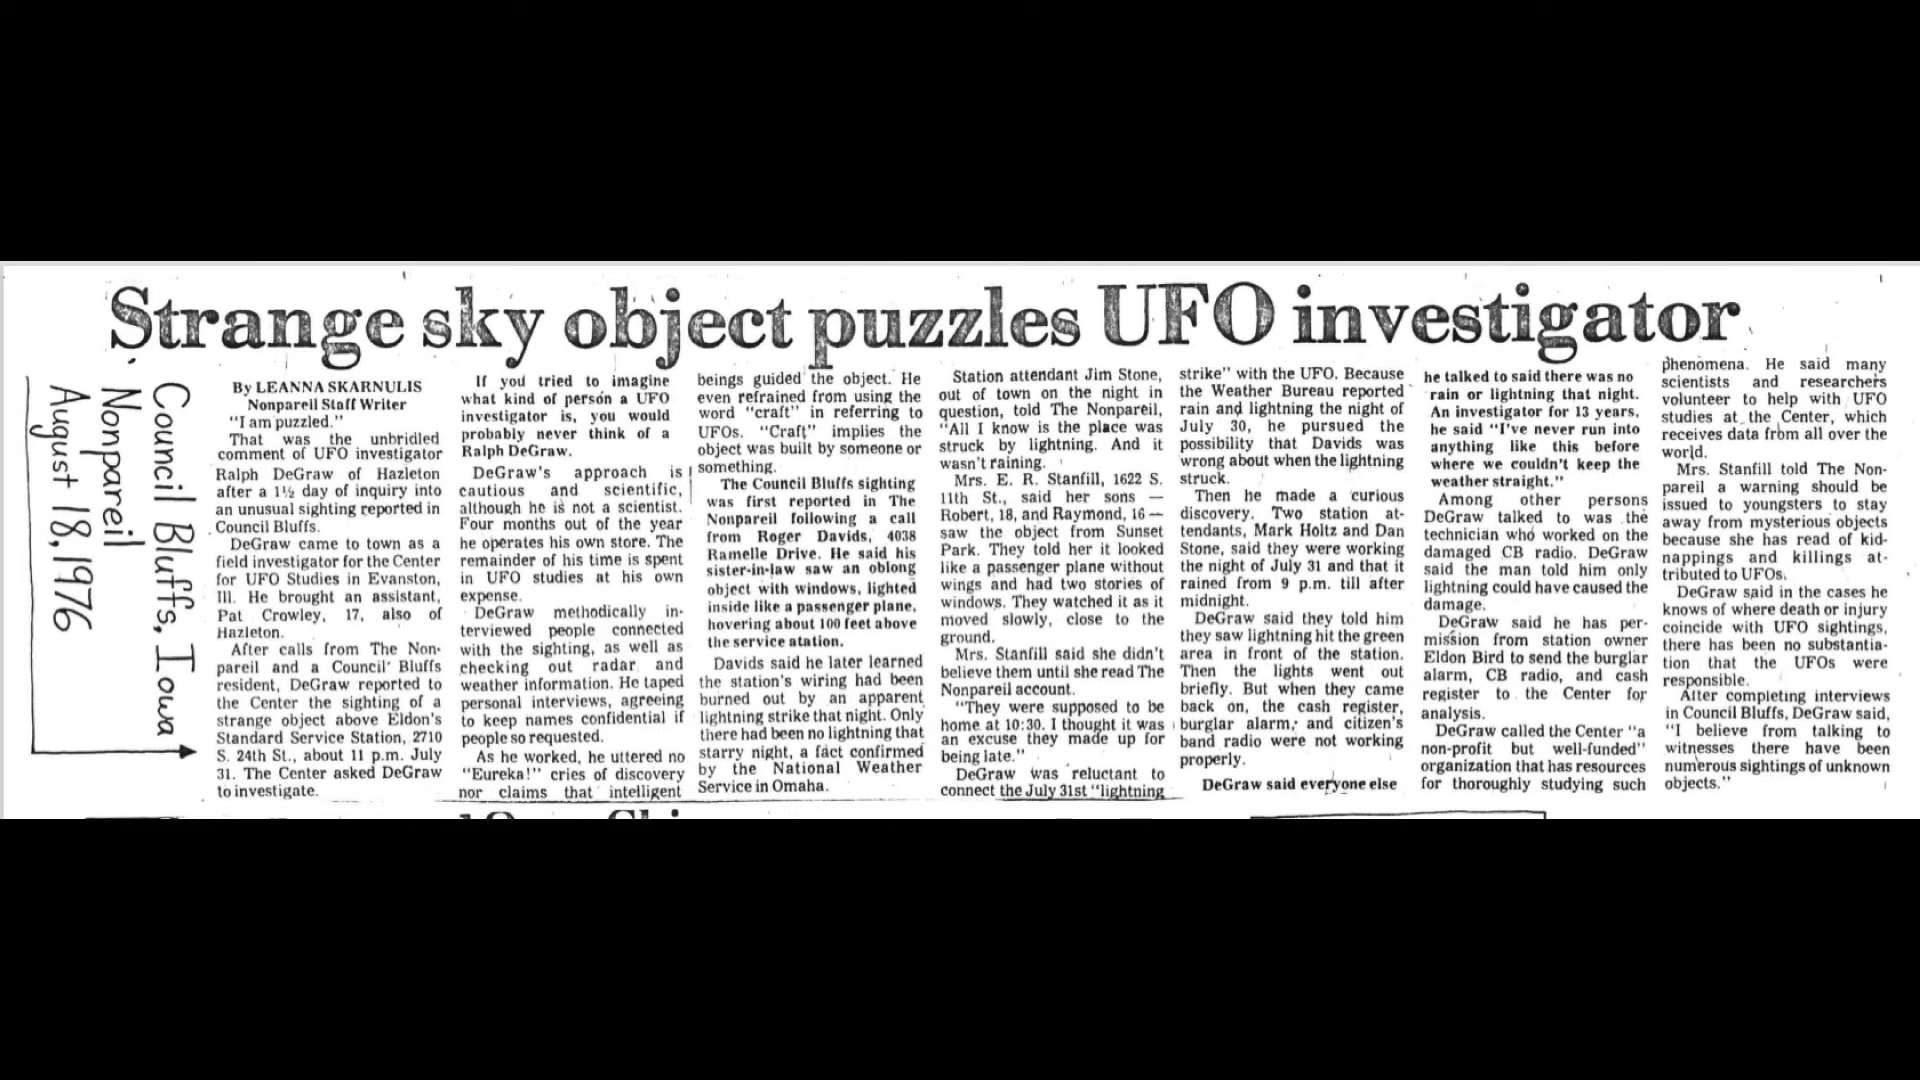 Strange sky object puzzles UFO investigator
Council Bluffs, Iowa
Nonpareil
August 18, 1976
By LEANNA SKARNULIS
Nonpareil Staff Writer
"I am puzzled."
That was the unbridled
comment of UFO investigator
Ralph DeGraw of Hazleton
after a 1½ day of inquiry into
an unusual sighting reported in
Council Bluffs.
DeGraw came to town as a
field investigator for the Center
for UFO Studies in Evanston,
Ill. He brought an assistant,
Pat Crowley, 17, also of
Hazleton.
After calls from The Non-
pareil and a Council Bluffs
resident, DeGraw reported to
the Center the sighting of a
strange object above Eldon's
Standard Service Station, 2710
S. 24th St., about 11 p.m. July
31. The Center asked DeGraw
to investigate.
If you tried to imagine
what kind of person a UFO
investigator is, you would
probably never think of a
Ralph DeGraw.
DeGraw's approach is
cautious and scientific,
although he is not a scientist.
Four months out of the year
he operates his own store. The
remainder of his time is spent
in UFO studies at his own
expense.
DeGraw methodically in-
terviewed people connected
with the sighting, as well as
checking out radar and
weather information. He taped
personal interviews, agreeing
to keep names confidential if
people so requested.
As he worked, he uttered no
"Eureka!" cries of discovery
nor claims that intelligent
beings guided the object. He
even refrained from using the
word "craft" in referring to
UFOs. "Craft" implies the
object was built by someone or
something.
The Council Bluffs sighting
was first reported in The
Nonpareil following a call
from Roger Davids, 4038
Ramelle Drive. He said his
sister-in-law saw an oblong
object with windows, lighted
inside like a passenger plane,
hovering about 100 feet above
the service atation.
Davids said he later learned
the station's wiring had been
burned out by an apparent
lightning strike that night. Only
there had been no lightning that
starry night, a fact confirmed
by the National Weather
Service in Omaha.
Station attendant Jim Stone,
out of town on the night in
question, told The Nonpareil,
"All I know is the place was
struck by lightning. And it
wasn't raining.
Mrs. E. R. Stanfill, 1622 S.
11th St., said her sons —
Robert, 18, and Raymond, 16 —
saw the object from Sunset
Park. They told her it looked
like a passenger plane without
wings and had two stories of
windows. They watched it as it
moved slowly, close to the
ground.
Mrs. Stanfill said she didn't
believe them until she read The
Nonpareil account.
"They were supposed to be
home at 10:30. I thought it was
an excuse they made up for
being late."
DeGraw was reluctant to
connect the July 31st "lightning
strike" with the UFO. Because
the Weather Bureau reported
rain and lightning the night of
July 30, he pursued the
possibility that Davids was
wrong about when the lightning
struck.
Then he made a curious
discovery. Two station at-
tendants, Mark Holtz and Dan
Stone, said they were working
the night of July 31 and that it
rained from 9 p.m. till after
midnight.
DeGraw said they told him
they saw lightning hit the green
area in front of the station.
Then the lights went out
briefly. But when they came
back on, the cash register,
burglar alarm, and citizen's
band radio were not working
properly.
DeGraw said everyone else
he talked to said there was no
rain or lightning that night.
An investigator for 13 years,
he said "I've never run into
anything like this before
where we couldn't keep the
weather straight."
Among other persons
DeGraw talked to was the
technician who worked on the
damaged CB radio. DeGraw
said the man told him only
lightning could have caused the
damage.
DeGraw said he has per-
mission from station owner
Eldon Bird to send the burglar
alarm, CB radio, and cash
register to the Center for
analysis.
DeGraw called the Center "a
non-profit but well-funded"
organization that has resources
for thoroughly studying such
phenomena. He said many
scientists and researchers
volunteer to help with UFO
studies at the Center, which
receives data from all over the
world.
Mrs. Stanfill told The Non-
pareil a warning should be
issued to youngsters to stay
away from mysterious objects
because she has read of kid-
nappings and killings at-
tributed to UFOs.
DeGraw said in the cases he
knows of where death or injury
coincide with UFO sightings,
there has been no substantia-
tion that the UFOs were
responsible.
After completing interviews
in Council Bluffs, DeGraw said,
"I believe from talking to
witnesses there have been
numerous sightings of unknown
objects."